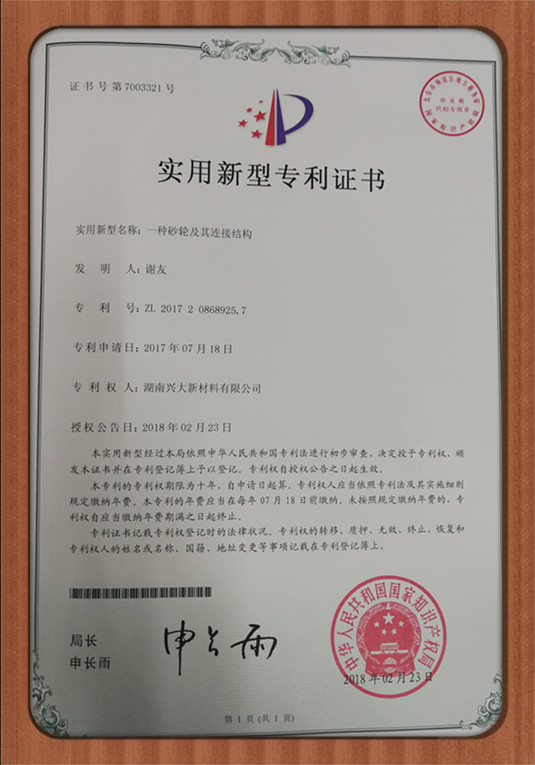 证书号第7003321号
实用新型专利证书
实用新型名称：一种砂轮及其连接结构
发明人：谢友
专利号：ZL 2017 2 0868925.7
专利申请日：2017年07月18日
专利权人：湖南兴大新材料有限公司
授权公告日：2018年02月23日
本实用新型经过本局依照中华人民共和国专利法进行初步审查，决定授予专利权，颁
发本证书并在专利登记簿上予以登记。专利权自授权公告之日起生效。
本专利的专利权期限为十年，自申请日起算。专利权人应当依照专利法及其实施细则
规定缴纳年费。本专利的年费应当在每年07月18日前缴纳。未按照规定缴纳年费的，专
利权自应当缴纳年费期满之日起终止。
专利证书记载专利权登记时的法律状况。专利权的转移、质押、无效、终止、恢复和
专利权人的姓名或名称、国籍、地址变更等事项记载在专利登记簿上。
局长
申长雨
申长雨
中华人民共和国国家知识产权局
2018年02月23日
第1页（共1页）